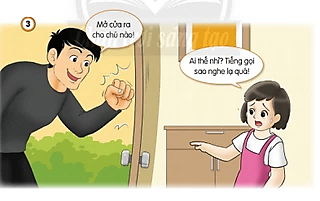 3
Mở cửa ra
cho chú nào!
Ai thế nhỉ? Tiếng gọi
sao nghe lạ quá!